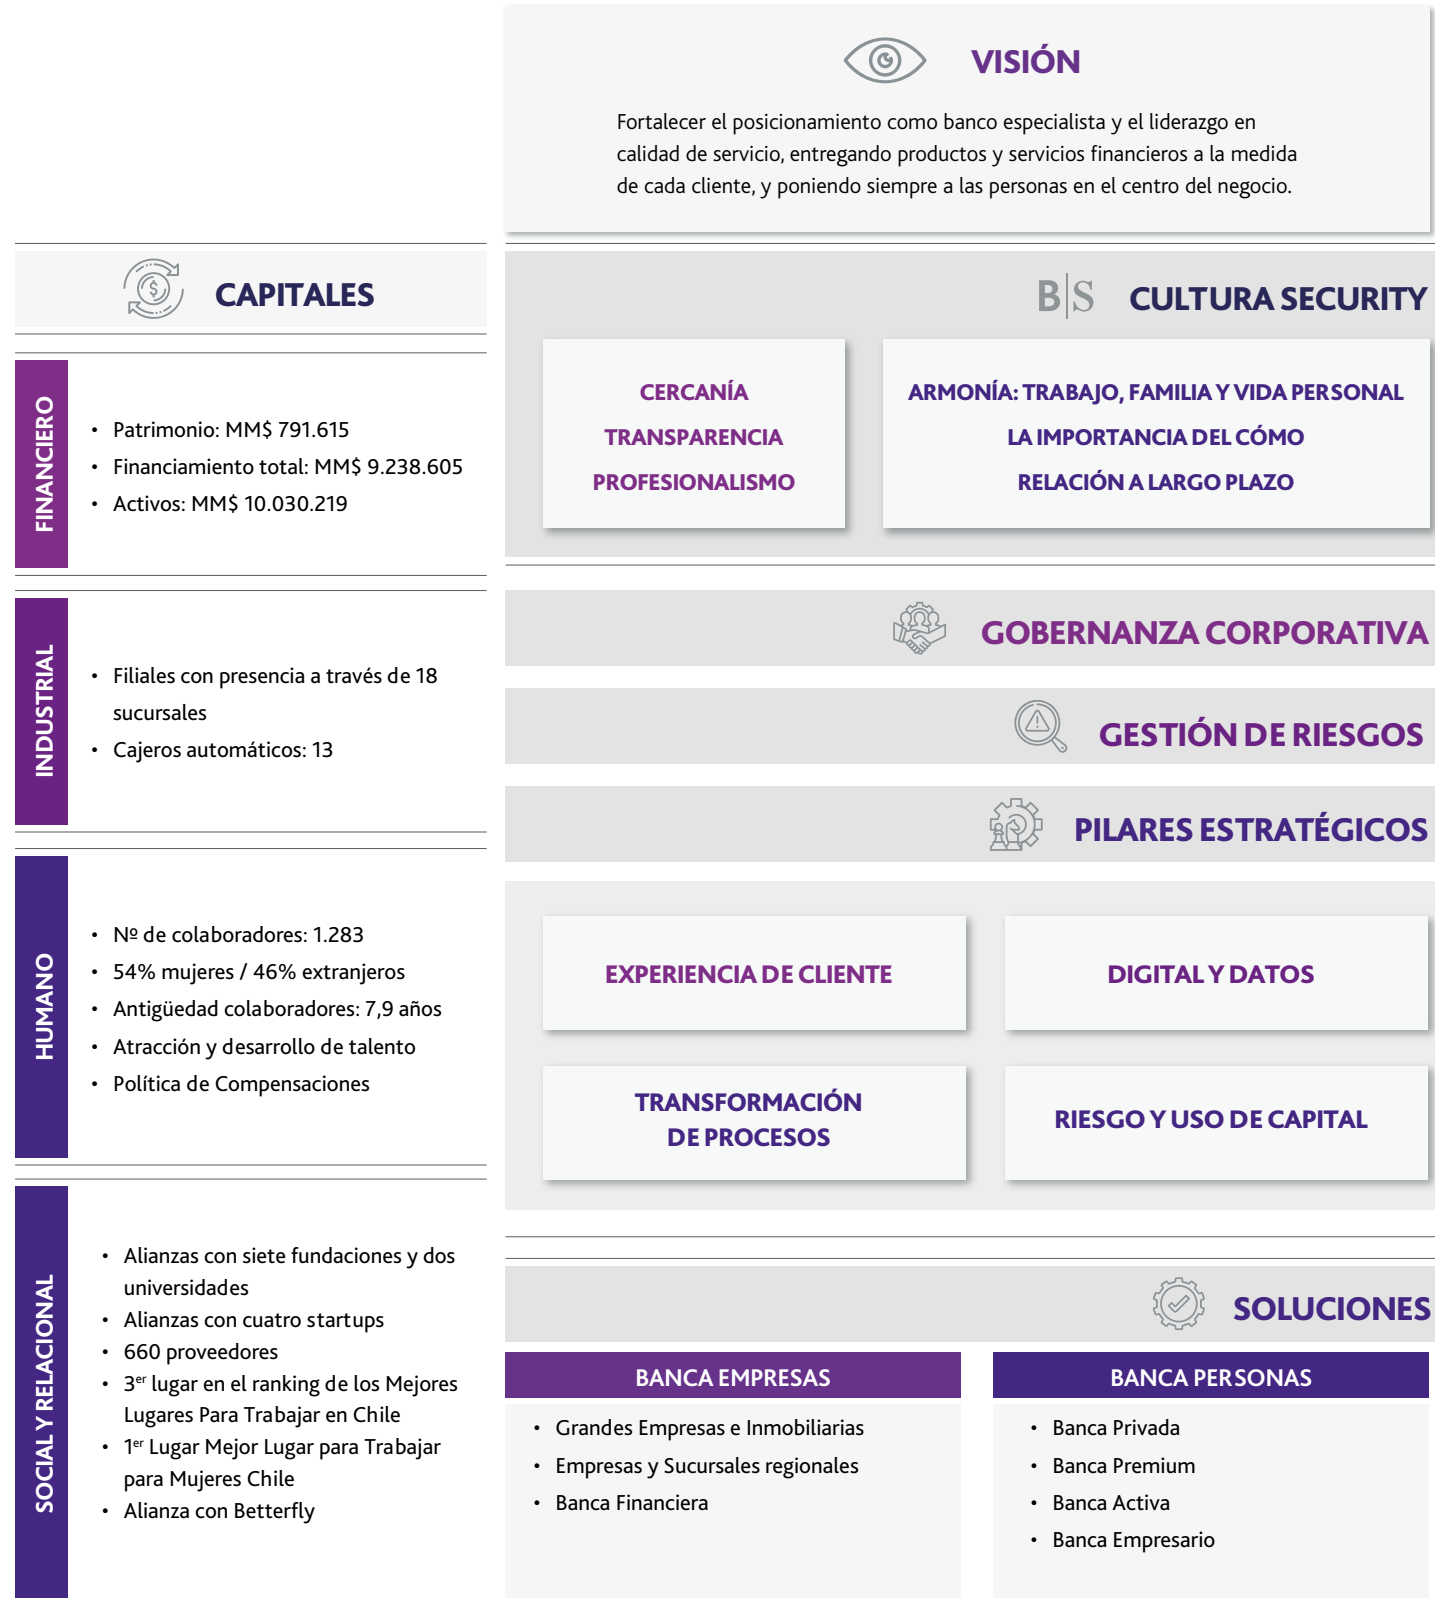 VISIÓN
Fortalecer el posicionamiento como banco especialista y el liderazgo en
calidad de servicio, entregando productos y servicios financieros a la medida
de cada cliente, y poniendo siempre a las personas en el centro del negocio.
CAPITALES
FINANCIERO
• Patrimonio: MM$ 791.615
• Financiamiento total: MM$ 9.238.605
• Activos: MM$ 10.030.219
INDUSTRIAL
• Filiales con presencia a través de 18
sucursales
• Cajeros automáticos: 13
HUMANO
• Nº de colaboradores: 1.283
• 54% mujeres / 46% extranjeros
• Antigüedad colaboradores: 7,9 años
• Atracción y desarrollo de talento
• Política de Compensaciones
SOCIAL Y RELACIONAL
• Alianzas con siete fundaciones y dos
universidades
• Alianzas con cuatro startups
• 660 proveedores
• 3er lugar en el ranking de los Mejores
Lugares Para Trabajar en Chile
• 1er Lugar Mejor Lugar para Trabajar
para Mujeres Chile
• Alianza con Betterfly
B|S CULTURA SECURITY
CERCANÍA
TRANSPARENCIA
PROFESIONALISMO
ARMONÍA: TRABAJO, FAMILIA Y VIDA PERSONAL
LA IMPORTANCIA DEL CÓMO
RELACIÓN A LARGO PLAZO
GOBERNANZA CORPORATIVA
GESTIÓN DE RIESGOS
PILARES ESTRATÉGICOS
EXPERIENCIA DE CLIENTE
DIGITAL Y DATOS
TRANSFORMACIÓN
DE PROCESOS
RIESGO Y USO DE CAPITAL
SOLUCIONES
BANCA EMPRESAS
• Grandes Empresas e Inmobiliarias
• Empresas y Sucursales regionales
• Banca Financiera
BANCA PERSONAS
• Banca Privada
• Banca Premium
• Banca Activa
• Banca Empresario